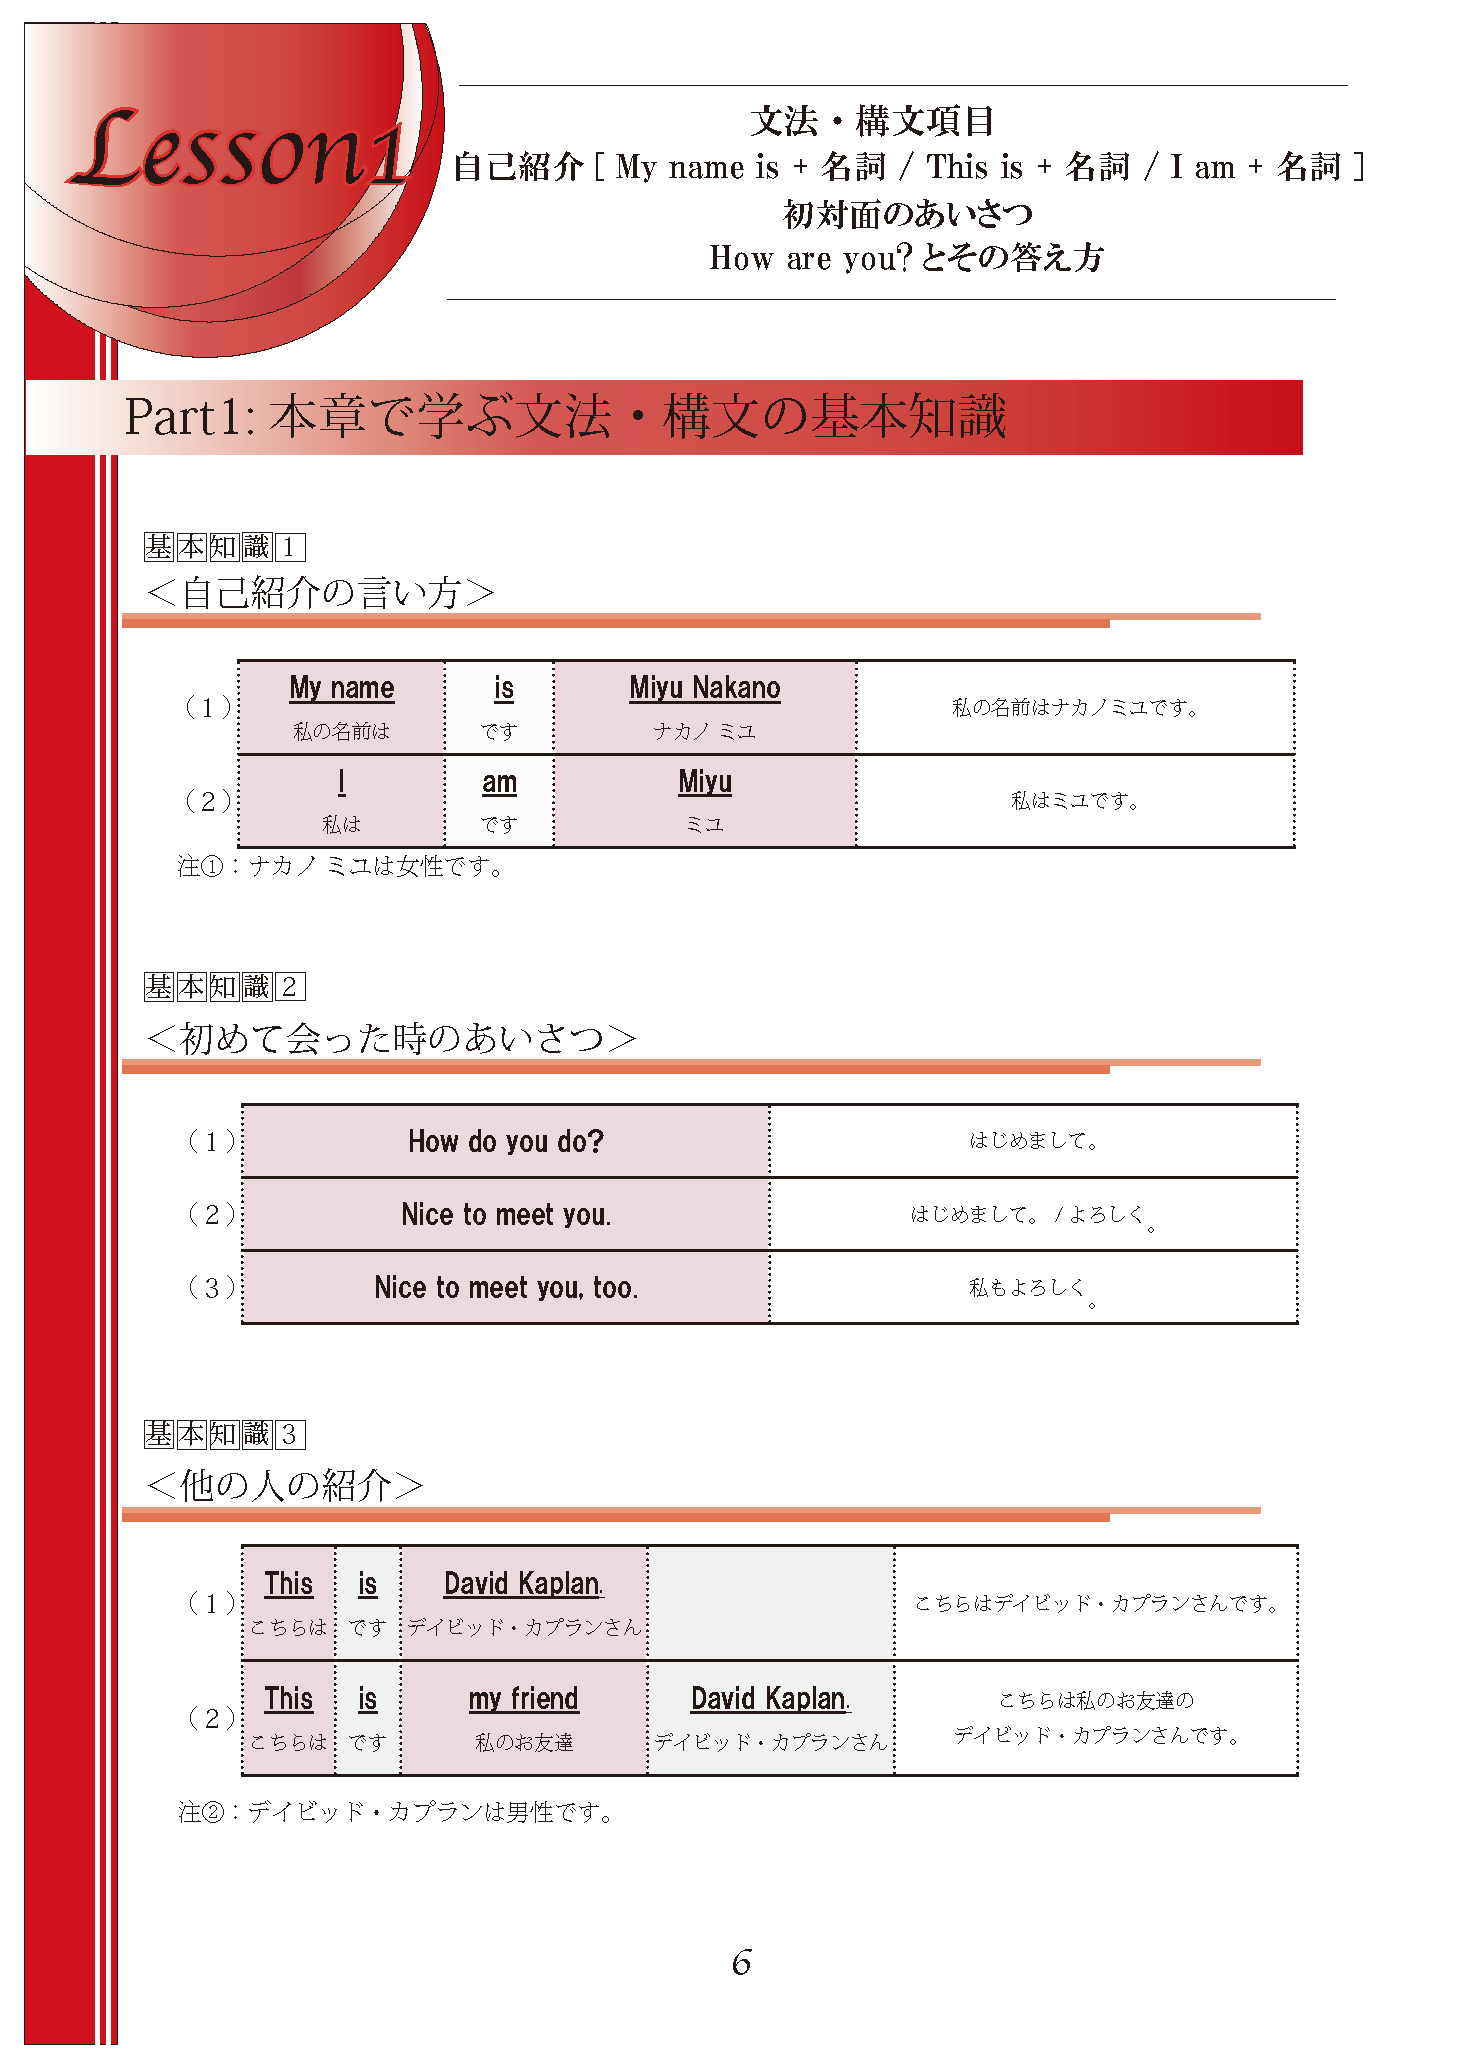 Lesson1
文法・構文項目
自己紹介 [ My name is + 名詞 / This is + 名詞 / I am + 名詞 ]
初対面のあいさつ
How are you? とその答え方
Part1: 本章で学ぶ文法・構文の基本知識
基本知識1
＜自己紹介の言い方＞
（1） My name is Miyu Nakano 私の名前はナカノミユです。
私の名前は です ナカノ ミユ
（2） I am Miyu 私はミユです。
私は です ミユ
注①：ナカノ ミユは女性です。
基本知識2
＜初めて会った時のあいさつ＞
（1） How do you do? はじめまして。
（2） Nice to meet you. はじめまして。 / よろしく。
（3） Nice to meet you, too. 私もよろしく。
基本知識3
＜他の人の紹介＞
（1） This is David Kaplan. こちらはデイビッド・カプランさんです。
こちらは です デイビッド・カプランさん
（2） This is my friend David Kaplan. こちらは私のお友達の
こちらは です 私のお友達 デイビッド・カプランさん デイビッド・カプランさんです。
注②：デイビッド・カプランは男性です。
6